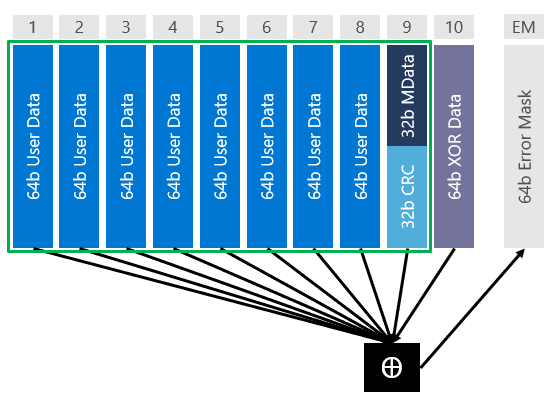 1 2 3 4 5 6 7 8 9 10 EM
64b User Data
64b User Data
64b User Data
64b User Data
64b User Data
64b User Data
64b User Data
64b User Data
32b MData
32b CRC
64b XOR Data
64b Error Mask
⊕